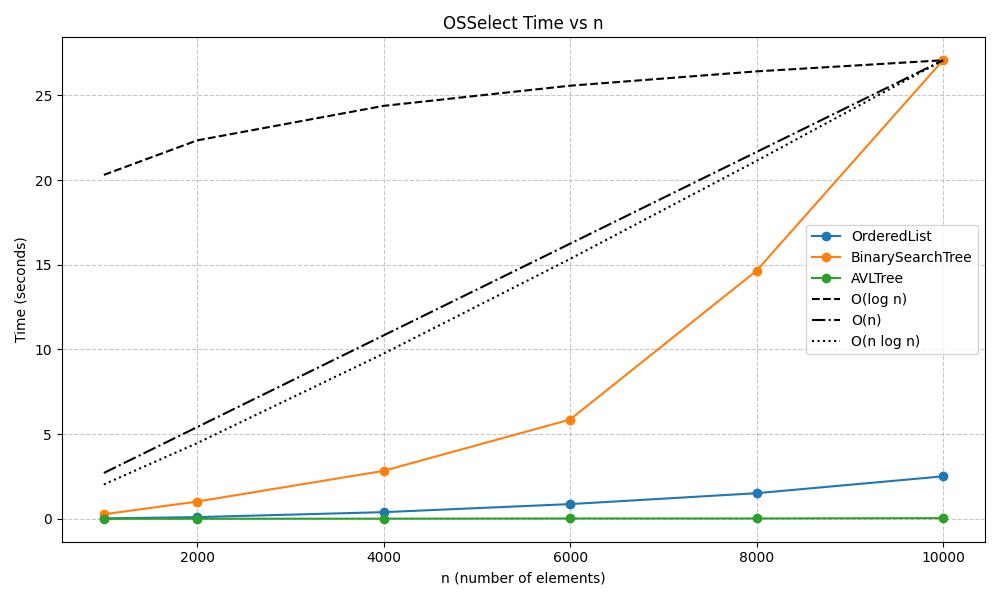 OSSelect Time vs n
Time (seconds)
25
20
15
10
5
0
2000
4000
6000
8000
10000
n (number of elements)
OrderedList
BinarySearchTree
AVLTree
O(log n)
O(n)
O(n log n)